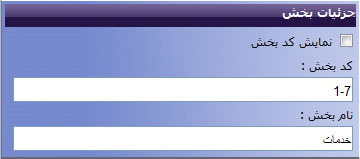 جزئیات بخش
نمایش کد بخش
کد بخش :
1-7
نام بخش :
خدمات